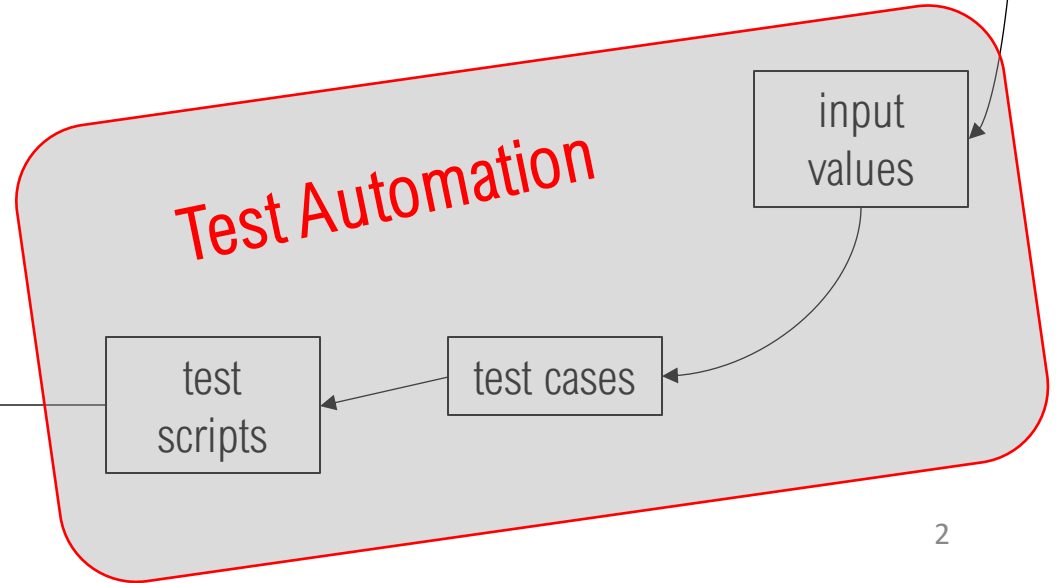 Test Automation
input
values
test cases
test
scripts
2